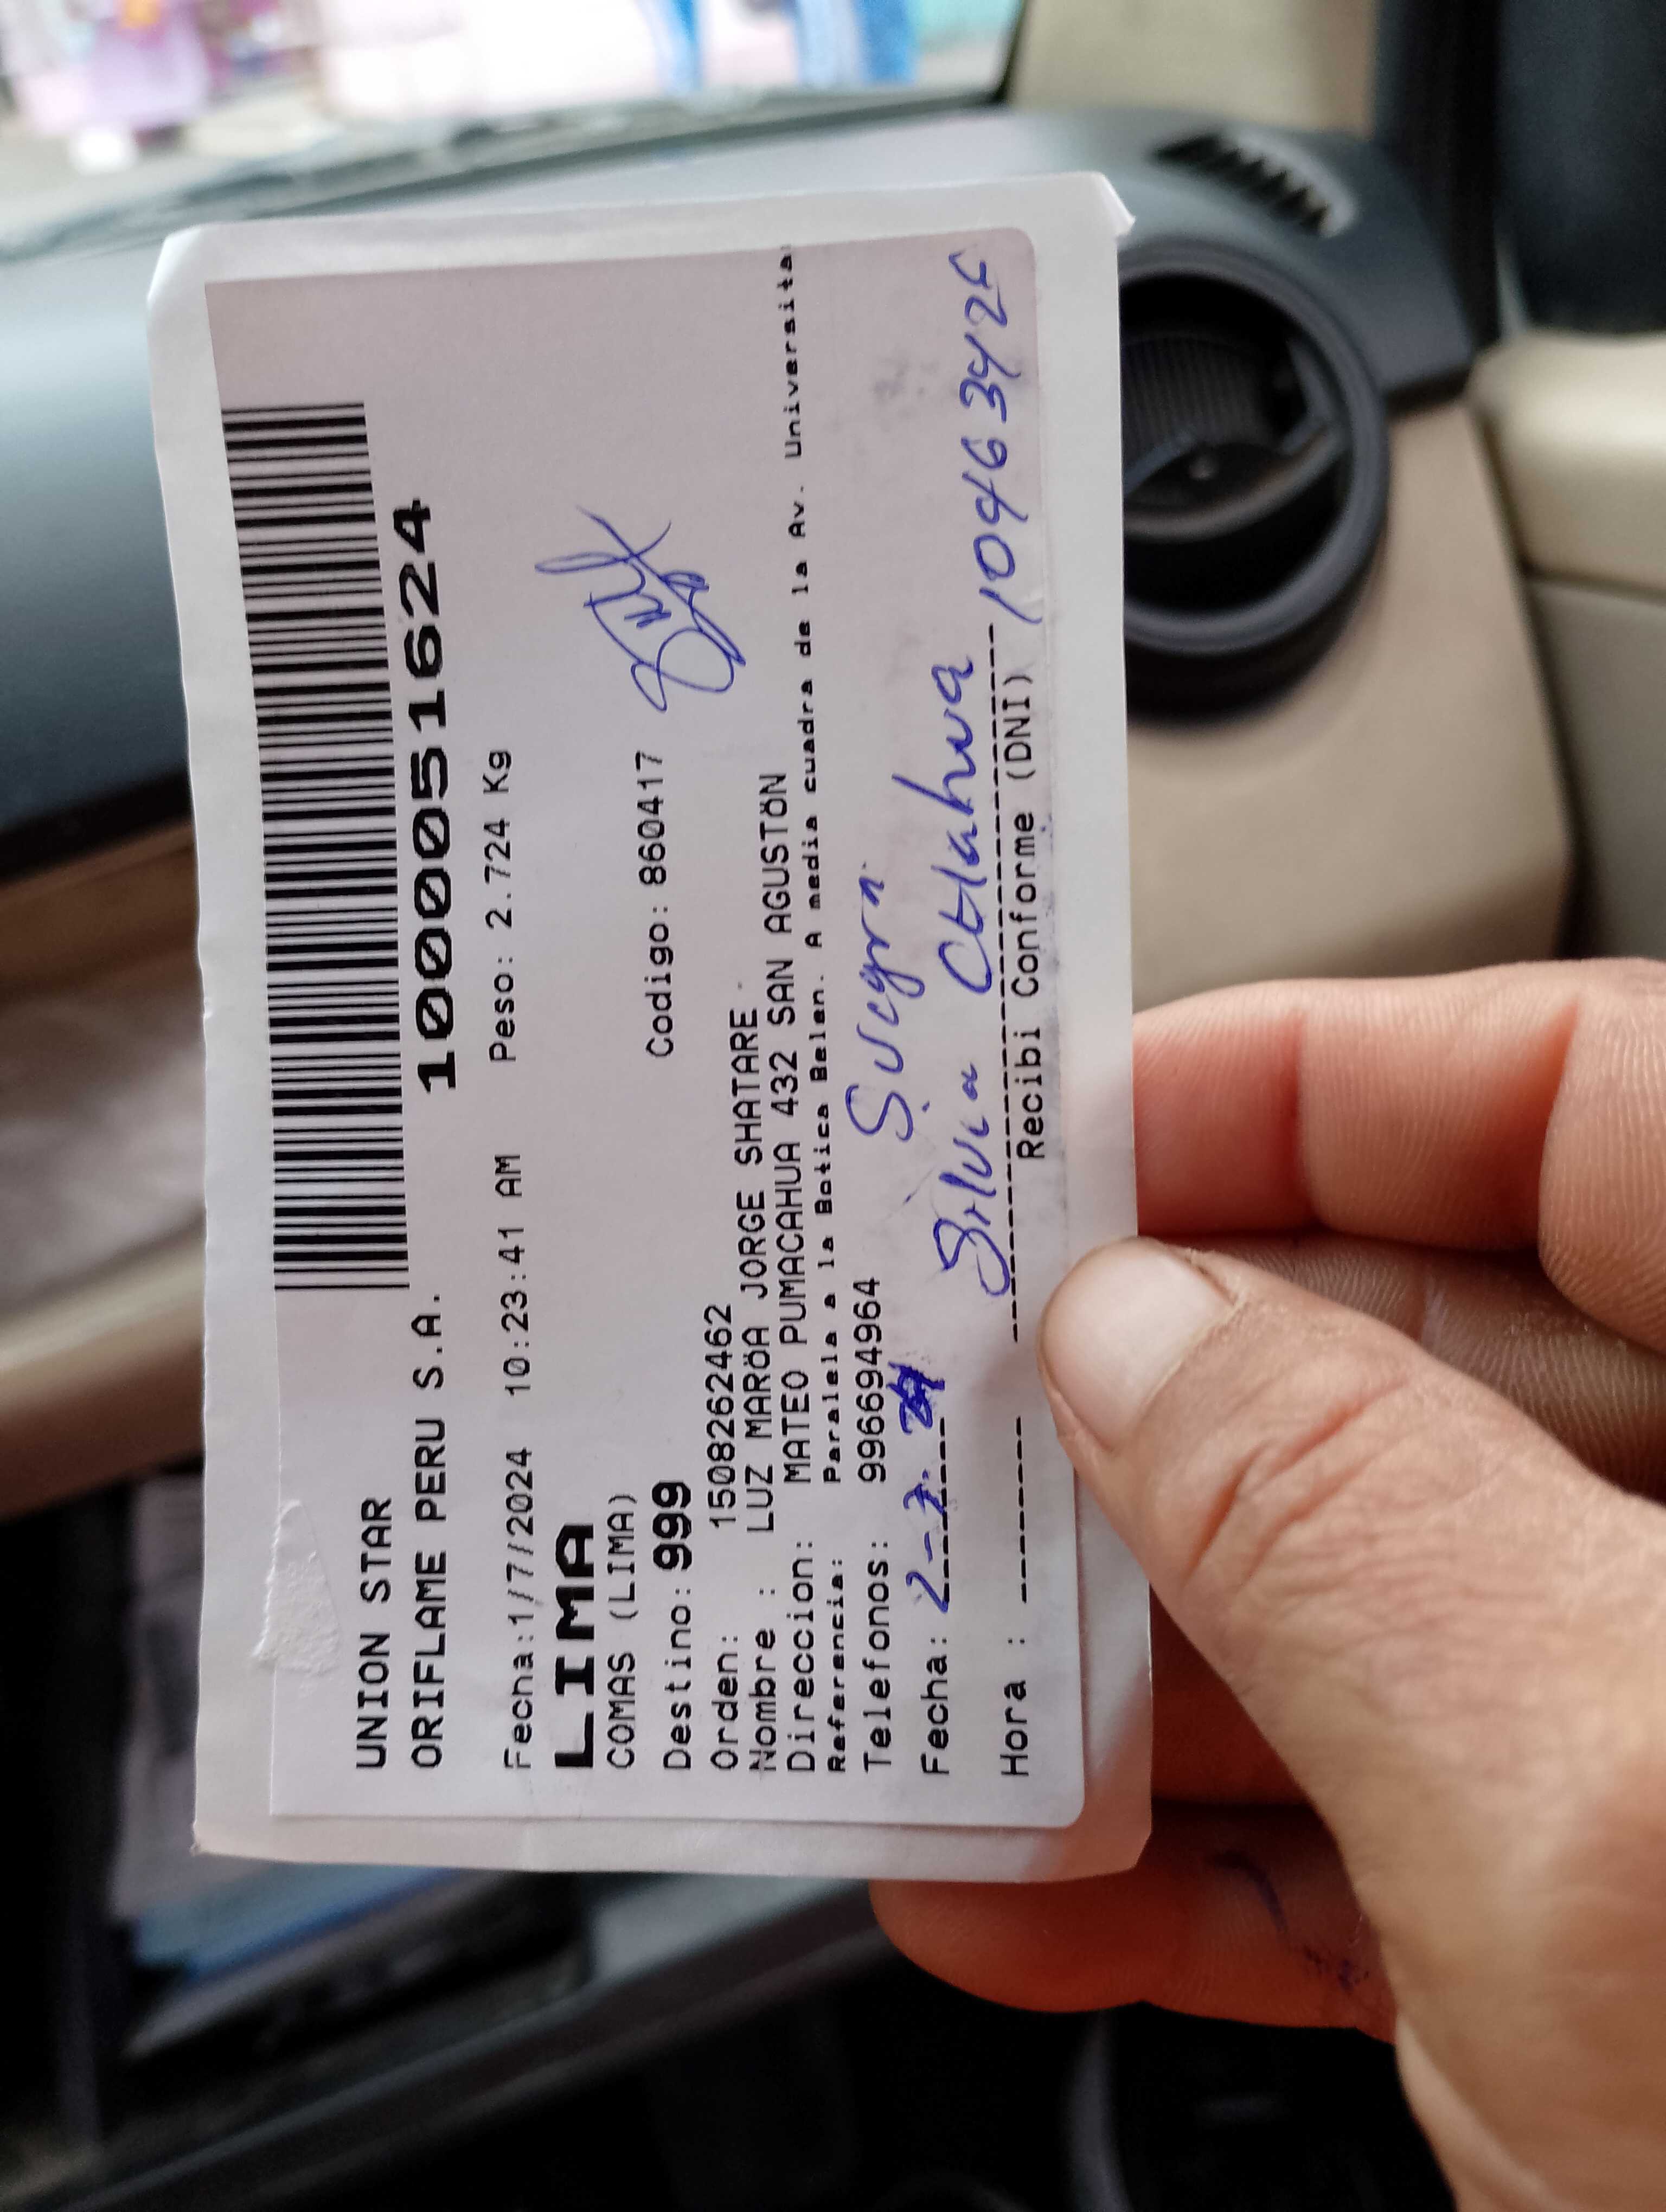 UNION STAR
ORIFLAME PERU S.A.
1000051624
Fecha:1/7/2024 10:23:41 AM Peso: 2.724 Kg
LIMA
COMAS (LIMA)
Destino: 999 Codigo: 860417
Orden: 1508262462
Nombre : LUZ MARÖA JORGE SHATARE
Direccion: MATEO PUMACAHUA 432 SAN AGUSTÖN
Referencia: Paralela a la Botica Belen. A media cuadra de la Av. Universita
Telefonos: 996694964
Suegra
Fecha: 2-7.
Silvia
Hora :
Recibi Conforme (DNI)